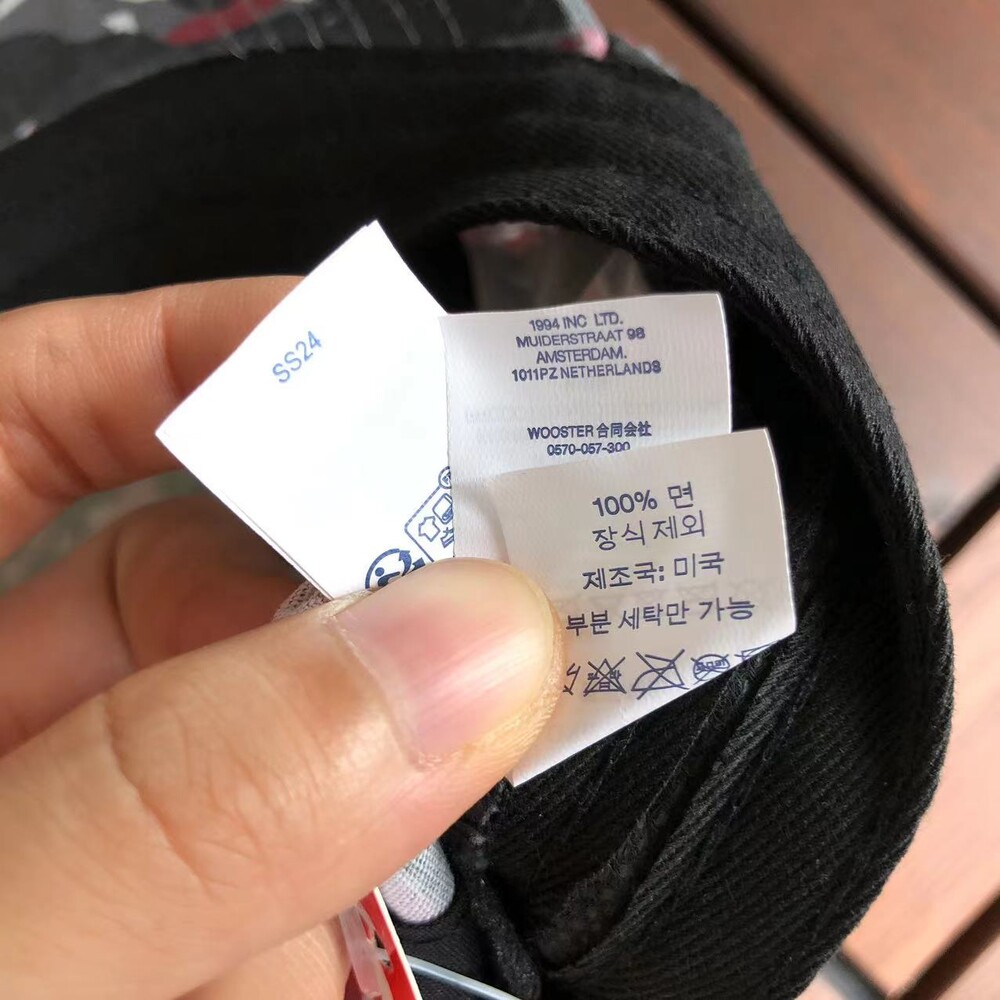 SS24
1994 INC LTD.
MUIDERSTRAAT 98
AMSTERDAM.
1011PZ NETHERLANDS
WOOSTER 合同会社
0570-057-300
100% 면
장식 제외
제조국: 미국
부분 세탁만 가능